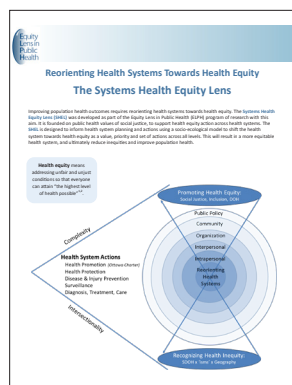 Equity
Lens in
Public
Health
Reorienting Health Systems Towards Health Equity
The Systems Health Equity Lens
Improving population health outcomes requires reorienting health systems towards health equity. The Systems Health
Equity Lens (SHEL) was developed as part of the Equity Lens in Public Health (ELPH) program of research with this
aim. It is founded on public health values of social justice, to support health equity action across health systems. The
SHEL is designed to inform health system planning and actions using a socio-ecological model to shift the health
system towards health equity as a value, priority and set of actions across all levels. This will result in a more equitable
health system, and ultimately reduce inequities and improve population health.
Health equity means
addressing unfair and unjust
conditions so that everyone
can attain "the highest level
of health possible"
Promoting Health Equity:
Social Justice, Inclusion, DOH
Complexity
Public Policy
Community
Organization
Interpersonal
Intrapersonal
Reorienting
Health
Systems
Health System Actions
Health Promotion (Ottawa Charter)
Health Protection
Disease & Injury Prevention
Surveillance
Diagnosis, Treatment, Care
Intersectionality
Recognizing Health Inequity:
SDOH x 'isms' x Geography